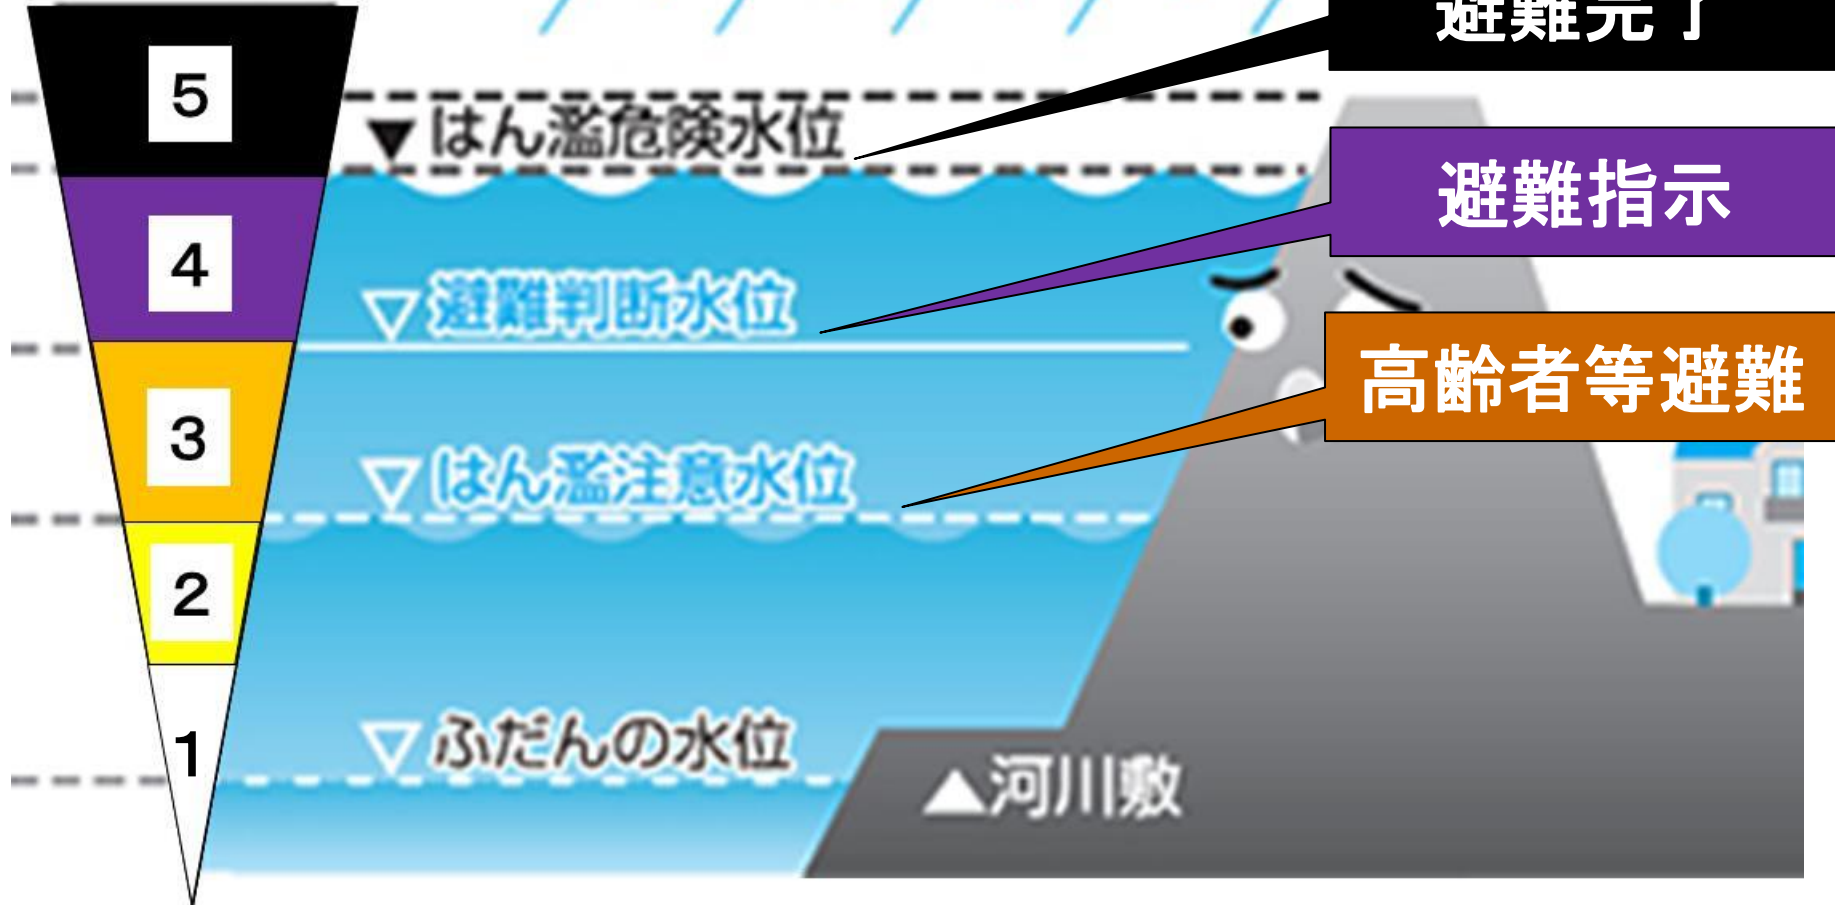 避難完了
5
▼はん濫危険水位
避難指示
4
▽避難判断水位
高齢者等避難
3
▽はん濫注意水位
2
1
▽ふだんの水位
▲河川敷